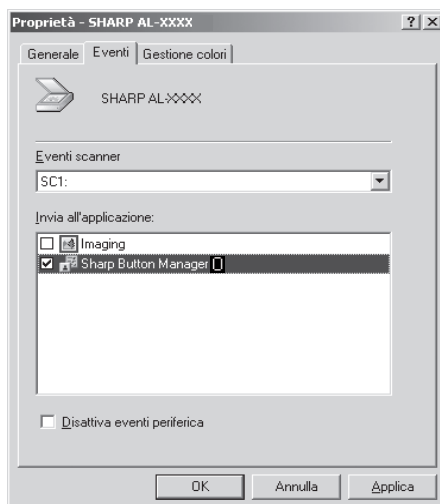 Proprietà - SHARP AL-XXXX
Generale
Eventi
Gestione colori
SHARP AL-XXXX
Eventi scanner
SC1:
Invia all'applicazione:
Imaging
Sharp Button Manager
Disattiva eventi periferica
OK
Annulla
Applica